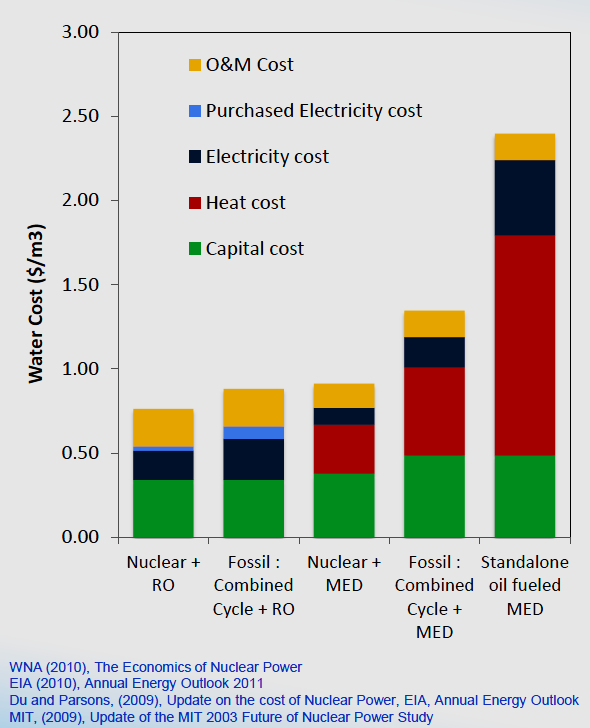 3.00
2.50
2.00
1.50
1.00
0.50
0.00
Water Cost ($/m3)
O&M Cost
Purchased Electricity cost
Electricity cost
Heat cost
Capital cost
Nuclear +
RO
Fossil :
Combined
Cycle + RO
Nuclear +
MED
Fossil :
Combined
Cycle +
MED
Standalone
oil fueled
MED
WNA (2010), The Economics of Nuclear Power
EIA (2010), Annual Energy Outlook 2011
Du and Parsons, (2009), Update on the cost of Nuclear Power, EIA, Annual Energy Outlook
MIT, (2009), Update of the MIT 2003 Future of Nuclear Power Study